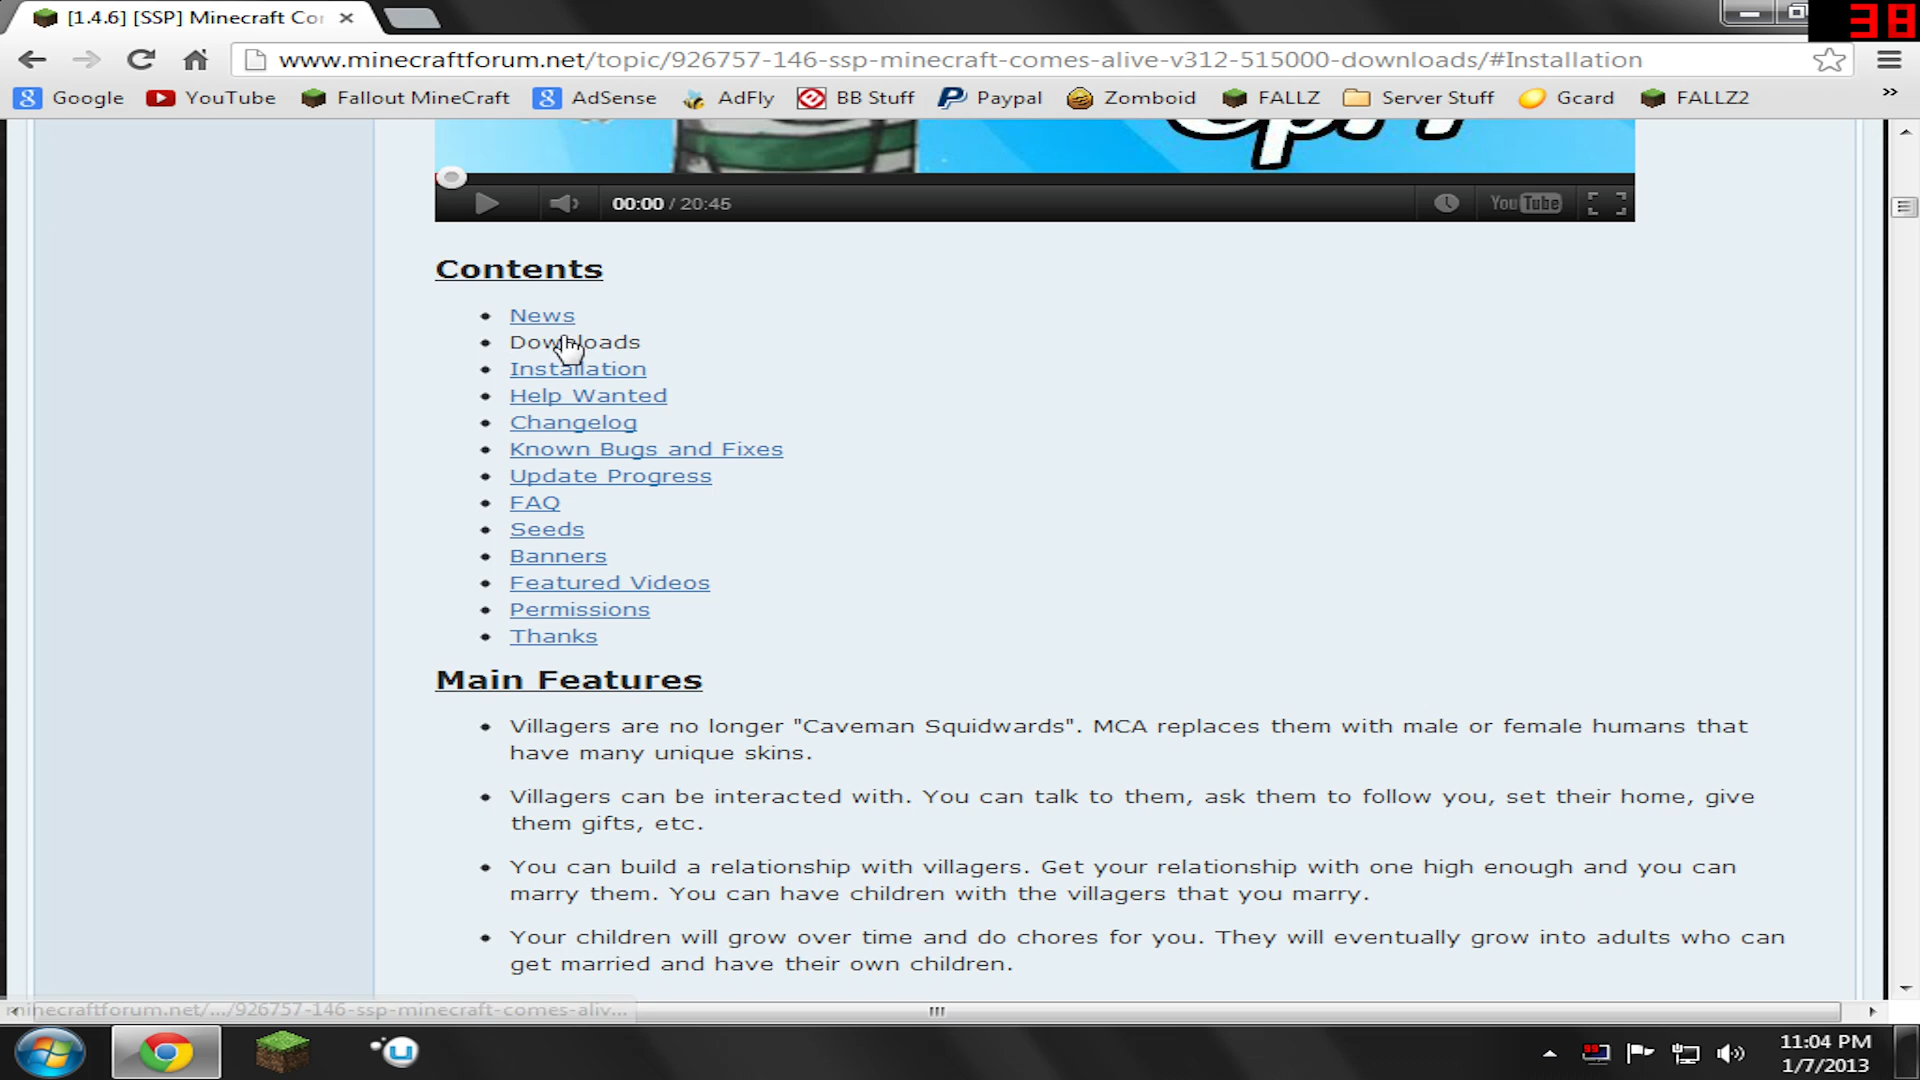 [1.4.6] [SSP] Minecraft Co
38
www.minecraftforum.net/topic/926757-146-ssp-minecraft-comes-alive-v312-515000-downloads/#Installation
Google YouTube Fallout MineCraft AdSense AdFly BB Stuff Paypal Zomboid FALLZ Server Stuff Gcard FALLZ2 »
00:00 / 20:45 YouTube
Contents
• News
• Downloads
• Installation
• Help Wanted
• Changelog
• Known Bugs and Fixes
• Update Progress
• FAQ
• Seeds
• Banners
• Featured Videos
• Permissions
• Thanks
Main Features
• Villagers are no longer "Caveman Squidwards". MCA replaces them with male or female humans that
have many unique skins.
• Villagers can be interacted with. You can talk to them, ask them to follow you, set their home, give
them gifts, etc.
• You can build a relationship with villagers. Get your relationship with one high enough and you can
marry them. You can have children with the villagers that you marry.
• Your children will grow over time and do chores for you. They will eventually grow into adults who can
get married and have their own children.
minecraftforum.net/.../926757-146-ssp-minecraft-comes-aliv...
11:04 PM
1/7/2013